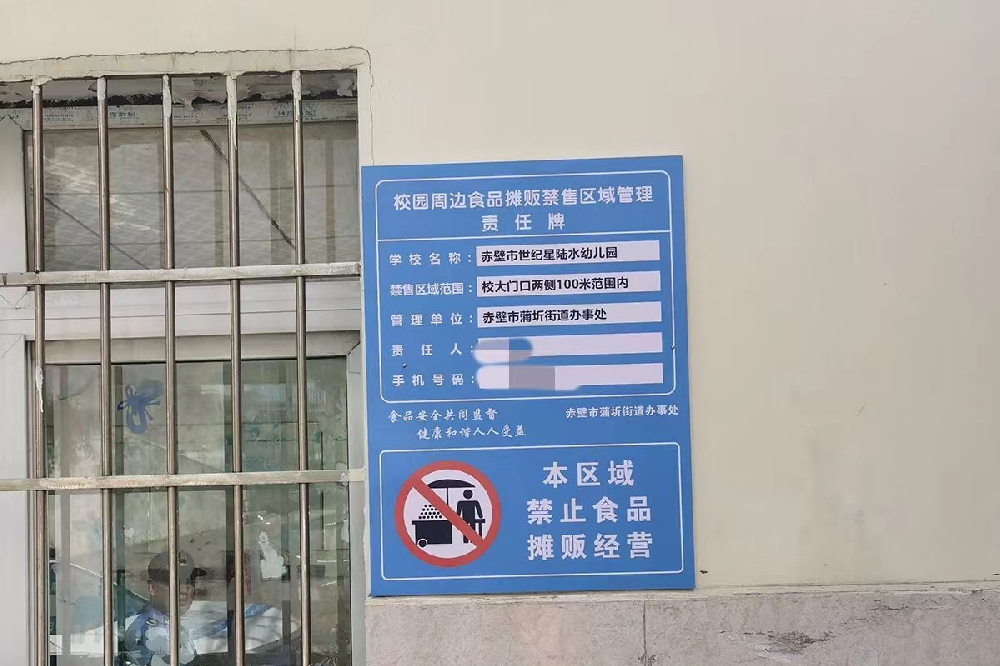 校园周边食品摊贩禁售区域管理
责任牌
学校名称：赤壁市世纪星陆水幼儿园
禁售区域范围：校大门口两侧100米范围内
管理单位：赤壁市蒲圻街道办事处
责任人：
手机号码：
食品安全共同监督
健康和谐人人受益
赤壁市蒲圻街道办事处
本区域
禁止食品
摊贩经营